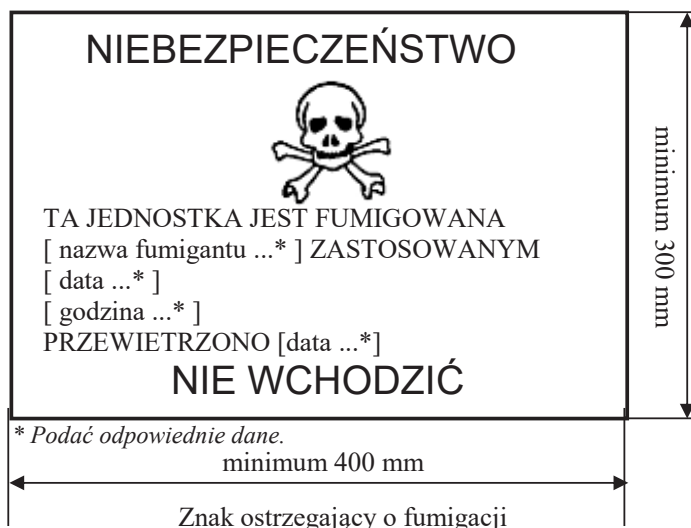 NIEBEZPIECZEŃSTWO
TA JEDNOSTKA JEST FUMIGOWANA
[ nazwa fumigantu ...* ] ZASTOSOWANYM
[ data ...* ]
[ godzina ...* ]
PRZEWIETRZONO [data ...*]
NIE WCHODZIĆ
minimum 300 mm
* Podać odpowiednie dane.
minimum 400 mm
Znak ostrzegający o fumigacji